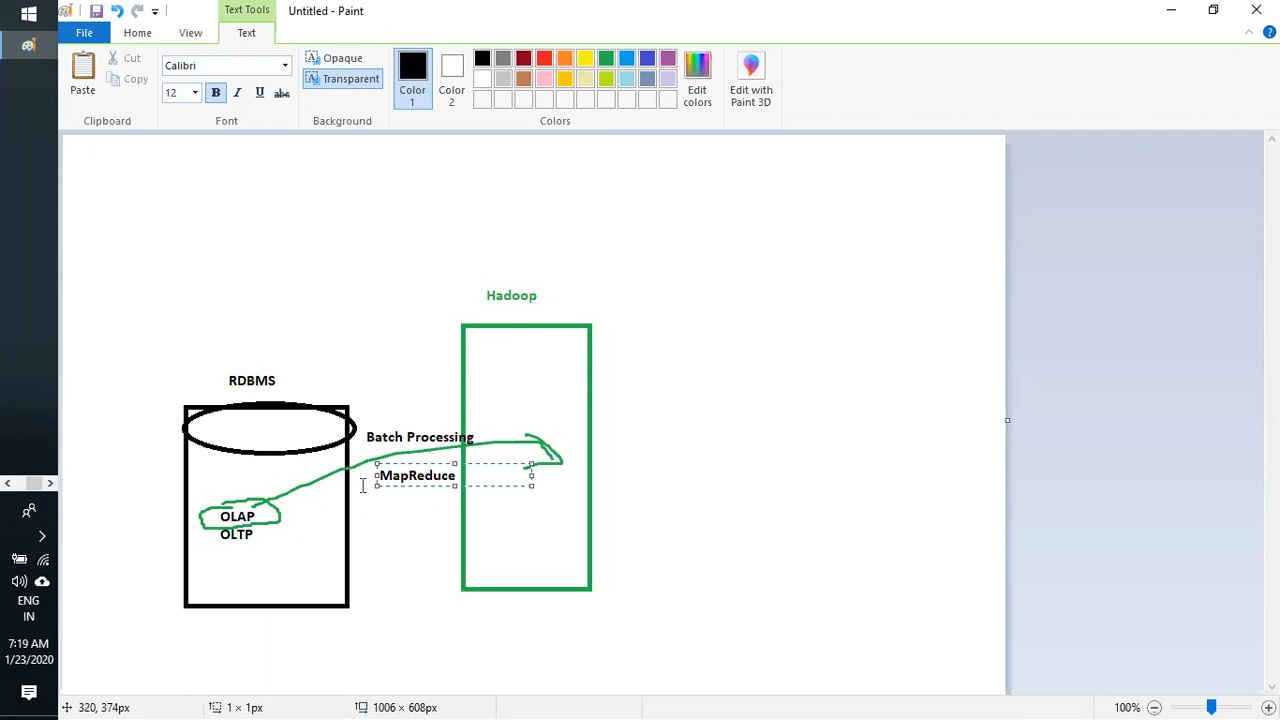 Text Tools
Untitled - Paint
File
Home
View
Text
Paste
Cut
Copy
Clipboard
Calibri
12
B I U abc
Font
Opaque
Transparent
Background
Color 1
Color 2
Edit colors
Colors
Edit with Paint 3D
Hadoop
RDBMS
Batch Processing
MapReduce
OLAP
OLTP
ENG
IN
7:19 AM
1/23/2020
320, 374px
1 × 1px
1006 × 608px
100%